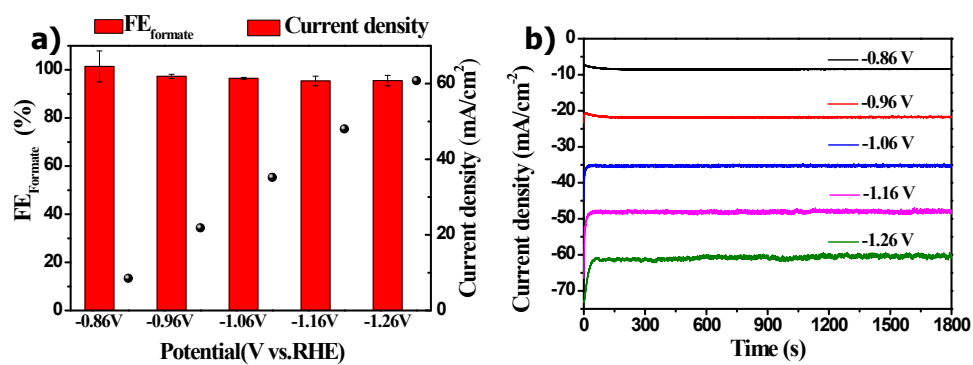 a)
FEformate
Current density
FEFormate (%)
120
100
80
60
40
20
0
60
40
20
0
Current density (mA/cm2)
-0.86V
-0.96V
-1.06V
-1.16V
-1.26V
Potential(V vs.RHE)
b)
Current density (mA/cm-2)
0
-10
-20
-30
-40
-50
-60
-70
-0.86 V
-0.96 V
-1.06 V
-1.16 V
-1.26 V
0
300
600
900
1200
1500
1800
Time (s)